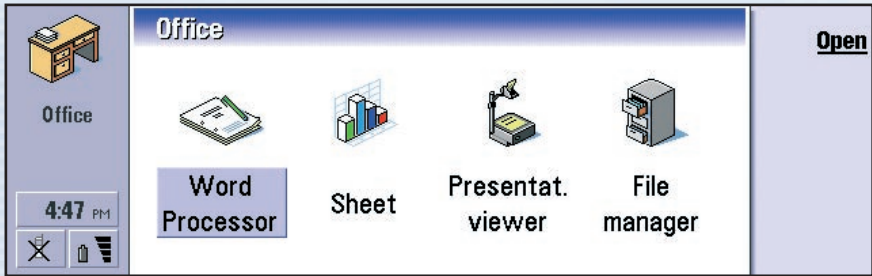 Office
Open
Office
Word
Processor
Sheet
Presentat.
viewer
File
manager
4:47 PM